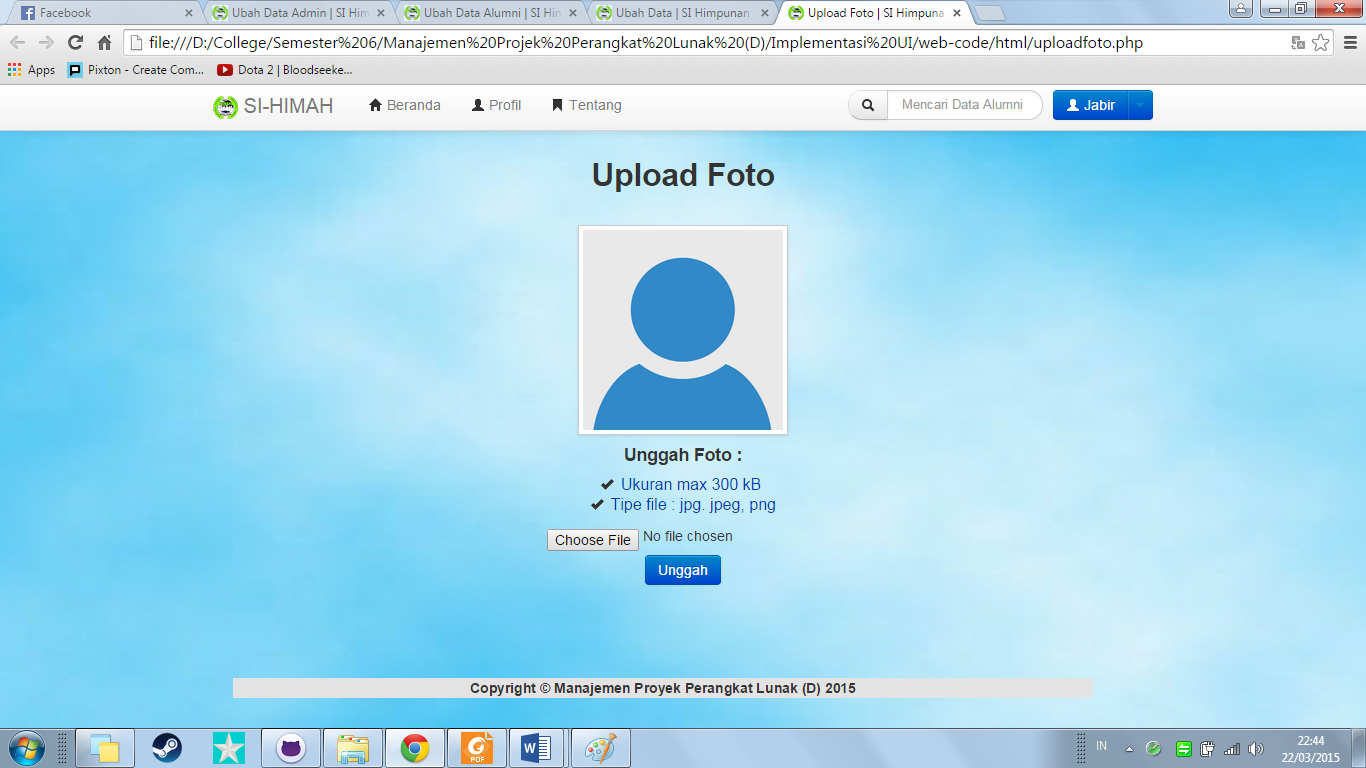 Facebook
Ubah Data Admin | SI Him
Ubah Data Alumni | SI Him
Ubah Data | SI Himpunan
Upload Foto | SI Himpuna
file:///D:/College/Semester%206/Manajemen%20Projek%20Perangkat%20Lunak%20(D)/Implementasi%20UI/web-code/html/uploadfoto.php
Apps
Pixton - Create Com...
Dota 2 | Bloodseeke...
SI-HIMAH
Beranda
Profil
Tentang
Mencari Data Alumni
Jabir
Upload Foto
Unggah Foto :
Ukuran max 300 kB
Tipe file : jpg. jpeg, png
Choose File No file chosen
Unggah
Copyright © Manajemen Proyek Perangkat Lunak (D) 2015
PDF
IN
22:44
22/03/2015